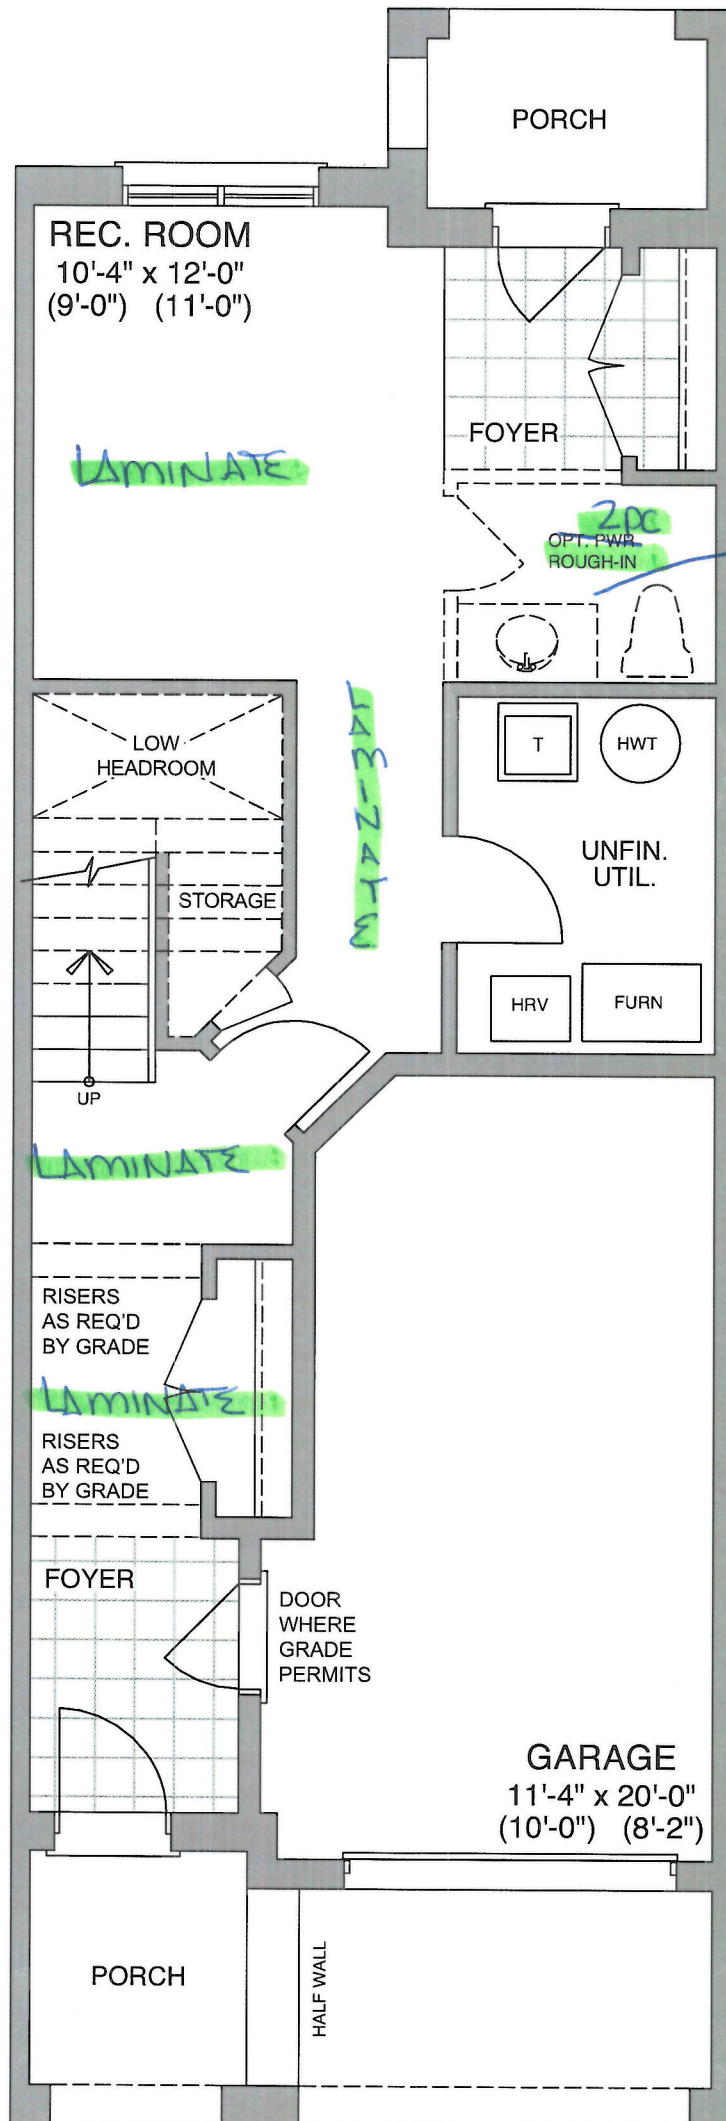 PORCH
REC. ROOM
10'-4" x 12'-0"
(9'-0") (11'-0")
FOYER
LAMINATE
2pc
OPT. PWR
ROUGH-IN
LAMINATE
LOW
HEADROOM
T
HWT
UNFIN.
UTIL.
STORAGE
HRV
FURN
UP
LAMINATE
RISERS
AS REQ'D
BY GRADE
LAMINATE
RISERS
AS REQ'D
BY GRADE
FOYER
DOOR
WHERE
GRADE
PERMITS
GARAGE
11'-4" x 20'-0"
(10'-0") (8'-2")
PORCH
HALF WALL